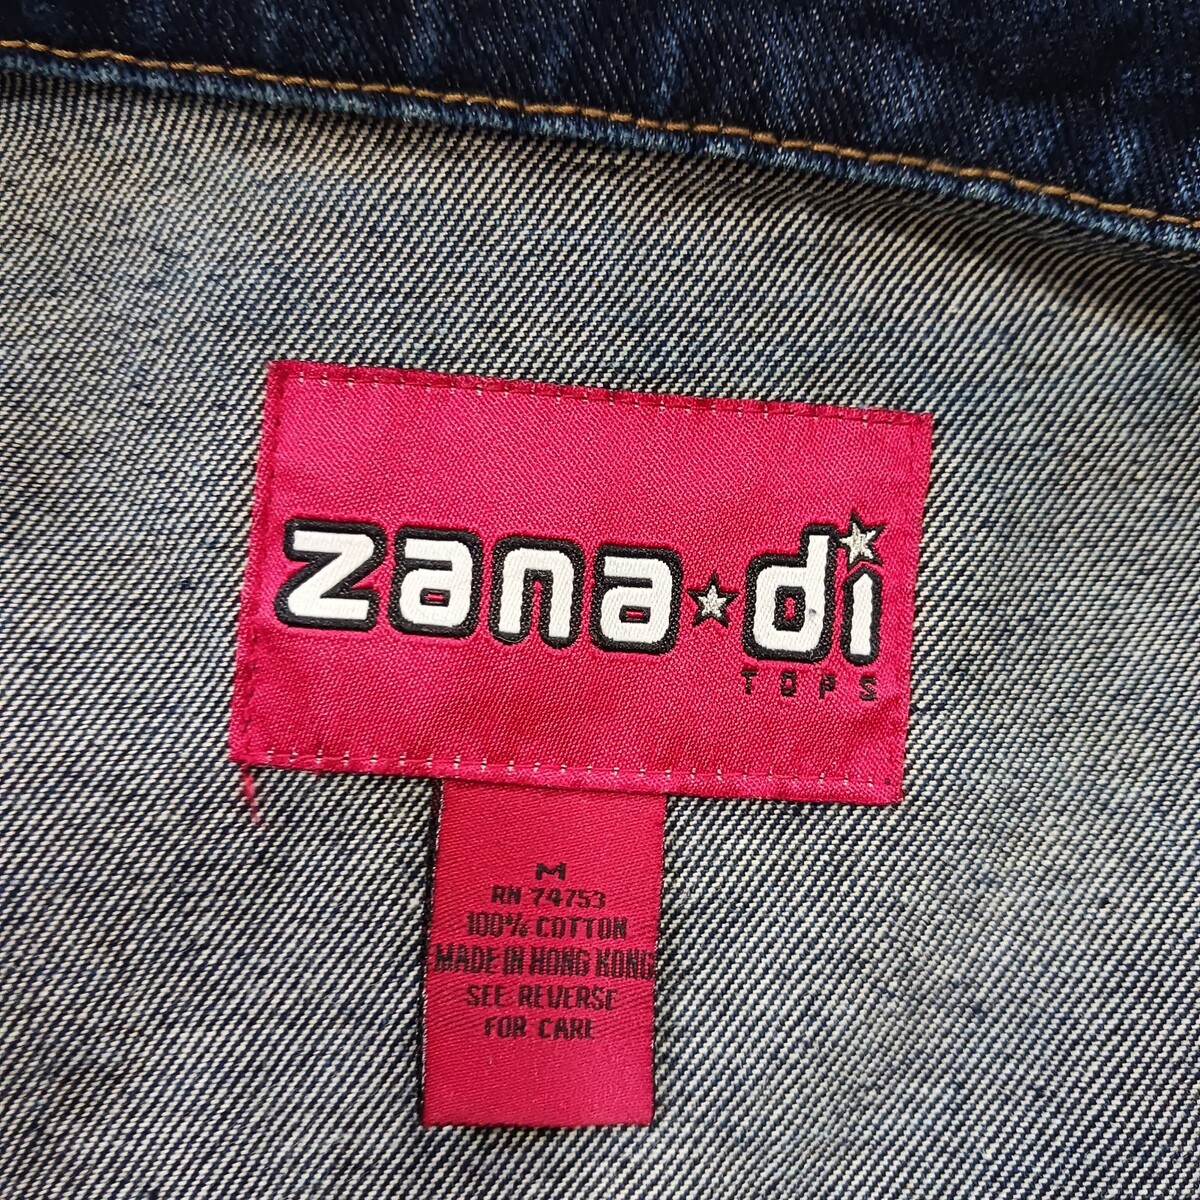 zana★di
TOPS
M
RN 74753
100% COTTON
MADE IN HONG KONG
SEE REVERSE
FOR CARE